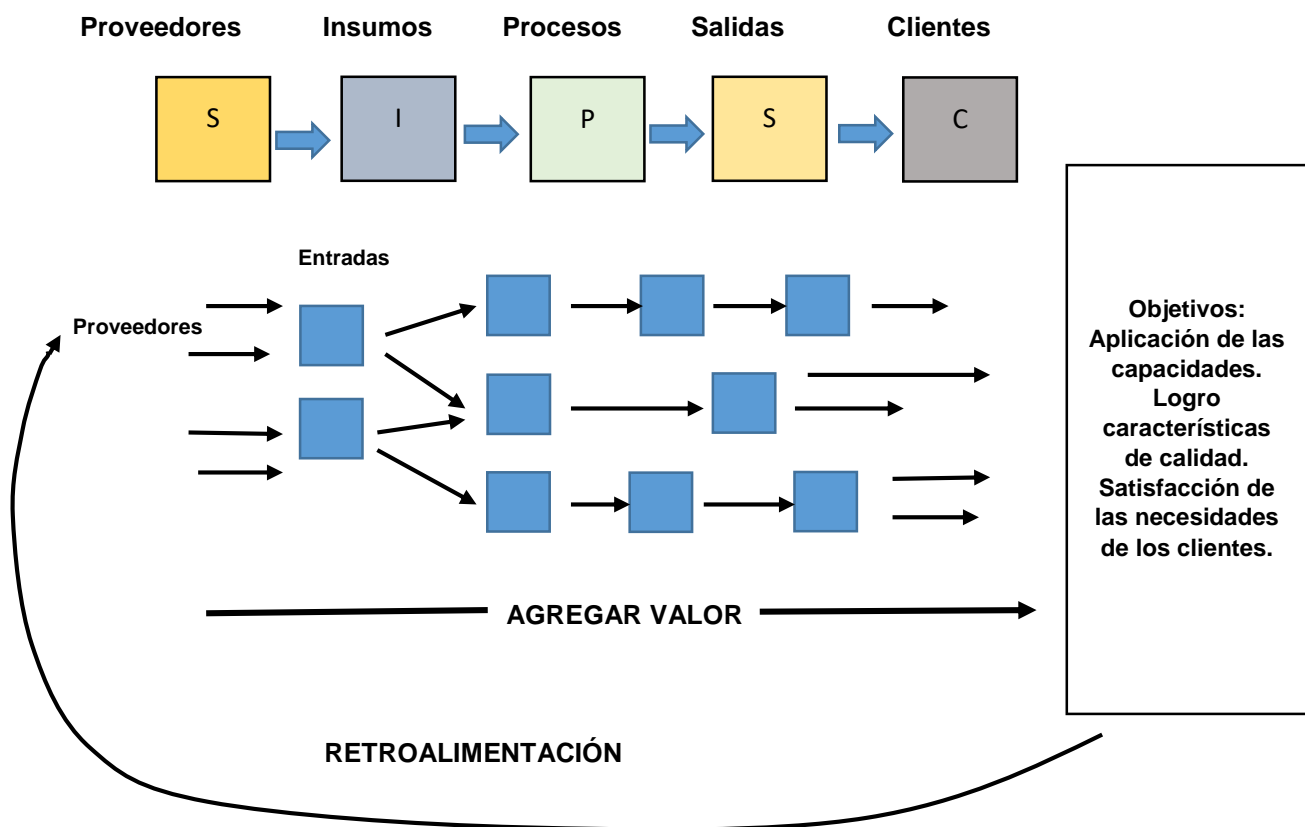 Proveedores Insumos Procesos Salidas Clientes
S I P S C
Entradas
Proveedores
Objetivos:
Aplicación de las
capacidades.
Logro
características
de calidad.
Satisfacción de
las necesidades
de los clientes.
AGREGAR VALOR
RETROALIMENTACIÓN